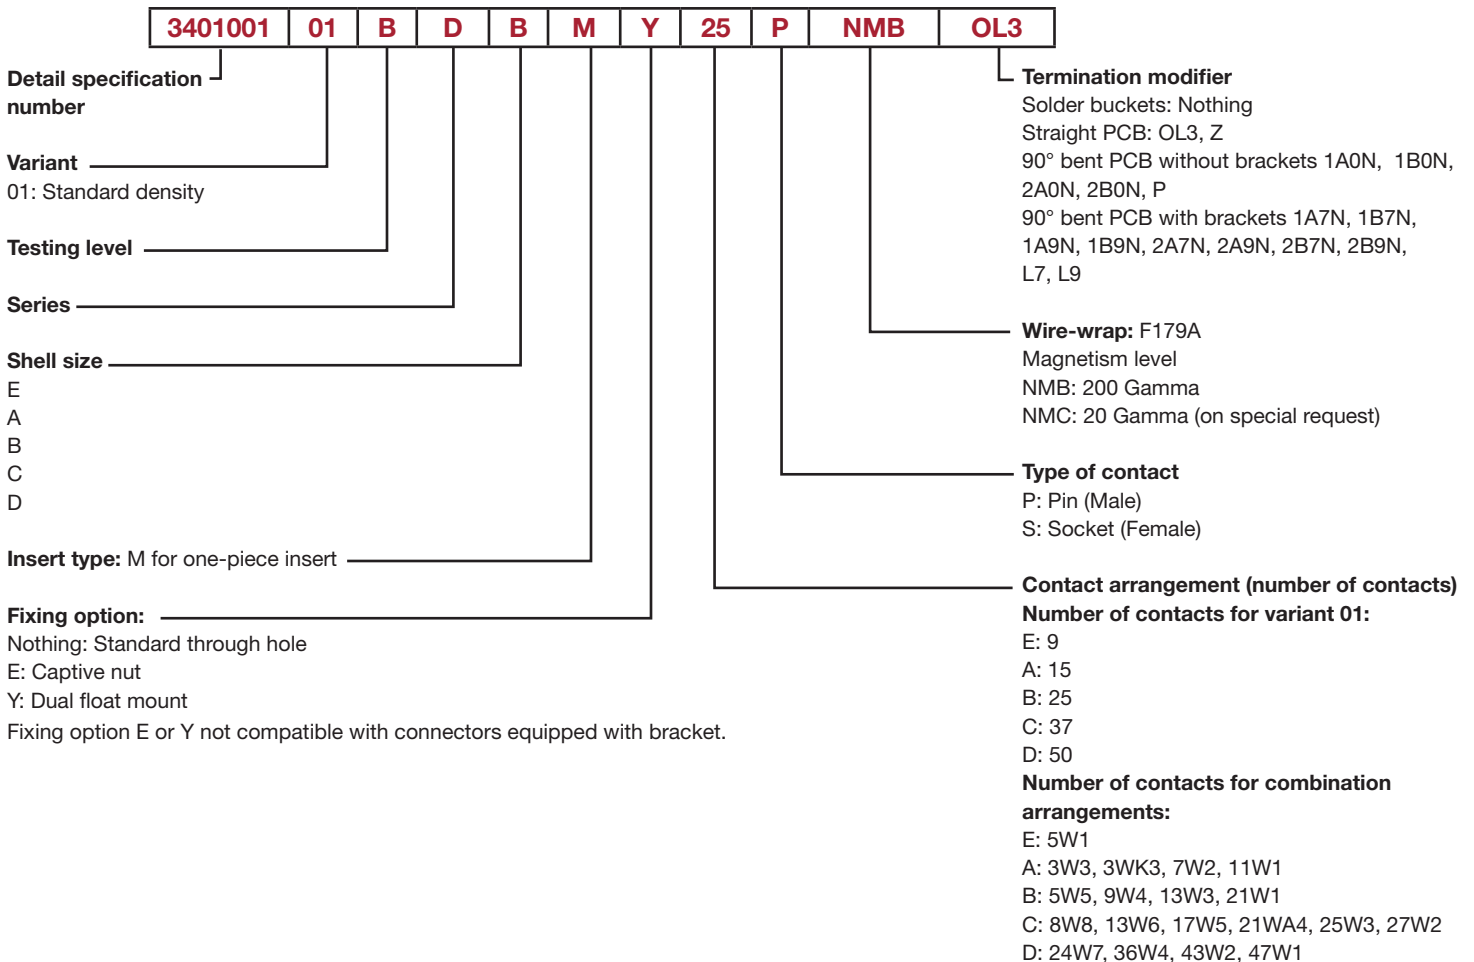 3401001 01 B D B M Y 25 P NMB OL3
Detail specification
number
Variant
01: Standard density
Testing level
Series
Shell size
E
A
B
C
D
Insert type: M for one-piece insert
Fixing option:
Nothing: Standard through hole
E: Captive nut
Y: Dual float mount
Fixing option E or Y not compatible with connectors equipped with bracket.
Termination modifier
Solder buckets: Nothing
Straight PCB: OL3, Z
90° bent PCB without brackets 1A0N, 1B0N,
2A0N, 2B0N, P
90° bent PCB with brackets 1A7N, 1B7N,
1A9N, 1B9N, 2A7N, 2A9N, 2B7N, 2B9N,
L7, L9
Wire-wrap: F179A
Magnetism level
NMB: 200 Gamma
NMC: 20 Gamma (on special request)
Type of contact
P: Pin (Male)
S: Socket (Female)
Contact arrangement (number of contacts)
Number of contacts for variant 01:
E: 9
A: 15
B: 25
C: 37
D: 50
Number of contacts for combination
arrangements:
E: 5W1
A: 3W3, 3WK3, 7W2, 11W1
B: 5W5, 9W4, 13W3, 21W1
C: 8W8, 13W6, 17W5, 21WA4, 25W3, 27W2
D: 24W7, 36W4, 43W2, 47W1